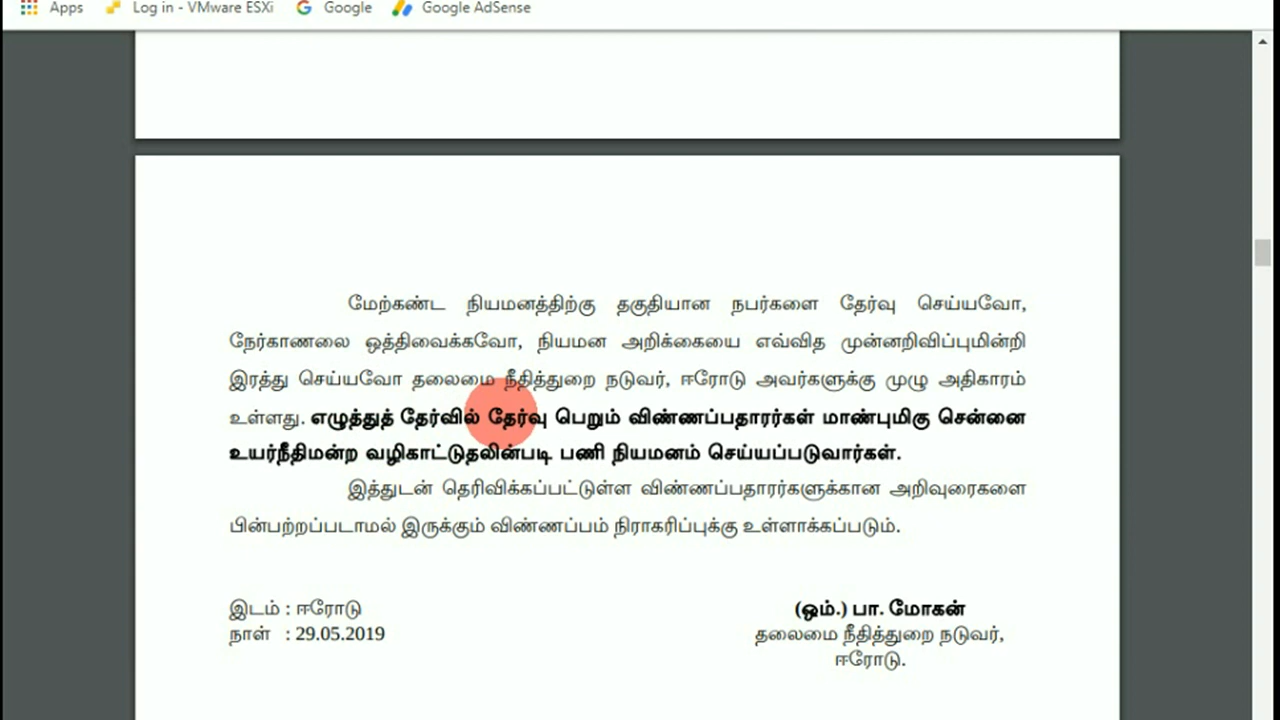 Apps Log in - VMware ESXi Google Google AdSense
மேற்கண்ட நியமனத்திற்கு தகுதியான நபர்களை தேர்வு செய்யவோ,
நேர்காணலை ஒத்திவைக்கவோ, நியமன அறிக்கையை எவ்வித முன்னறிவிப்புமின்றி
இரத்து செய்யவோ தலைமை நீதித்துறை நடுவர், ஈரோடு அவர்களுக்கு முழு அதிகாரம்
உள்ளது. எழுத்துத் தேர்வில் தேர்வு பெறும் விண்ணப்பதாரர்கள் மாண்புமிகு சென்னை
உயர்நீதிமன்ற வழிகாட்டுதலின்படி பணி நியமனம் செய்யப்படுவார்கள்.
இத்துடன் தெரிவிக்கப்பட்டுள்ள விண்ணப்பதாரர்களுக்கான அறிவுரைகளை
பின்பற்றப்படாமல் இருக்கும் விண்ணப்பம் நிராகரிப்புக்கு உள்ளாக்கப்படும்.
இடம் : ஈரோடு
நாள் : 29.05.2019
(ஒம்.) பா. மோகன்
தலைமை நீதித்துறை நடுவர்,
ஈரோடு.